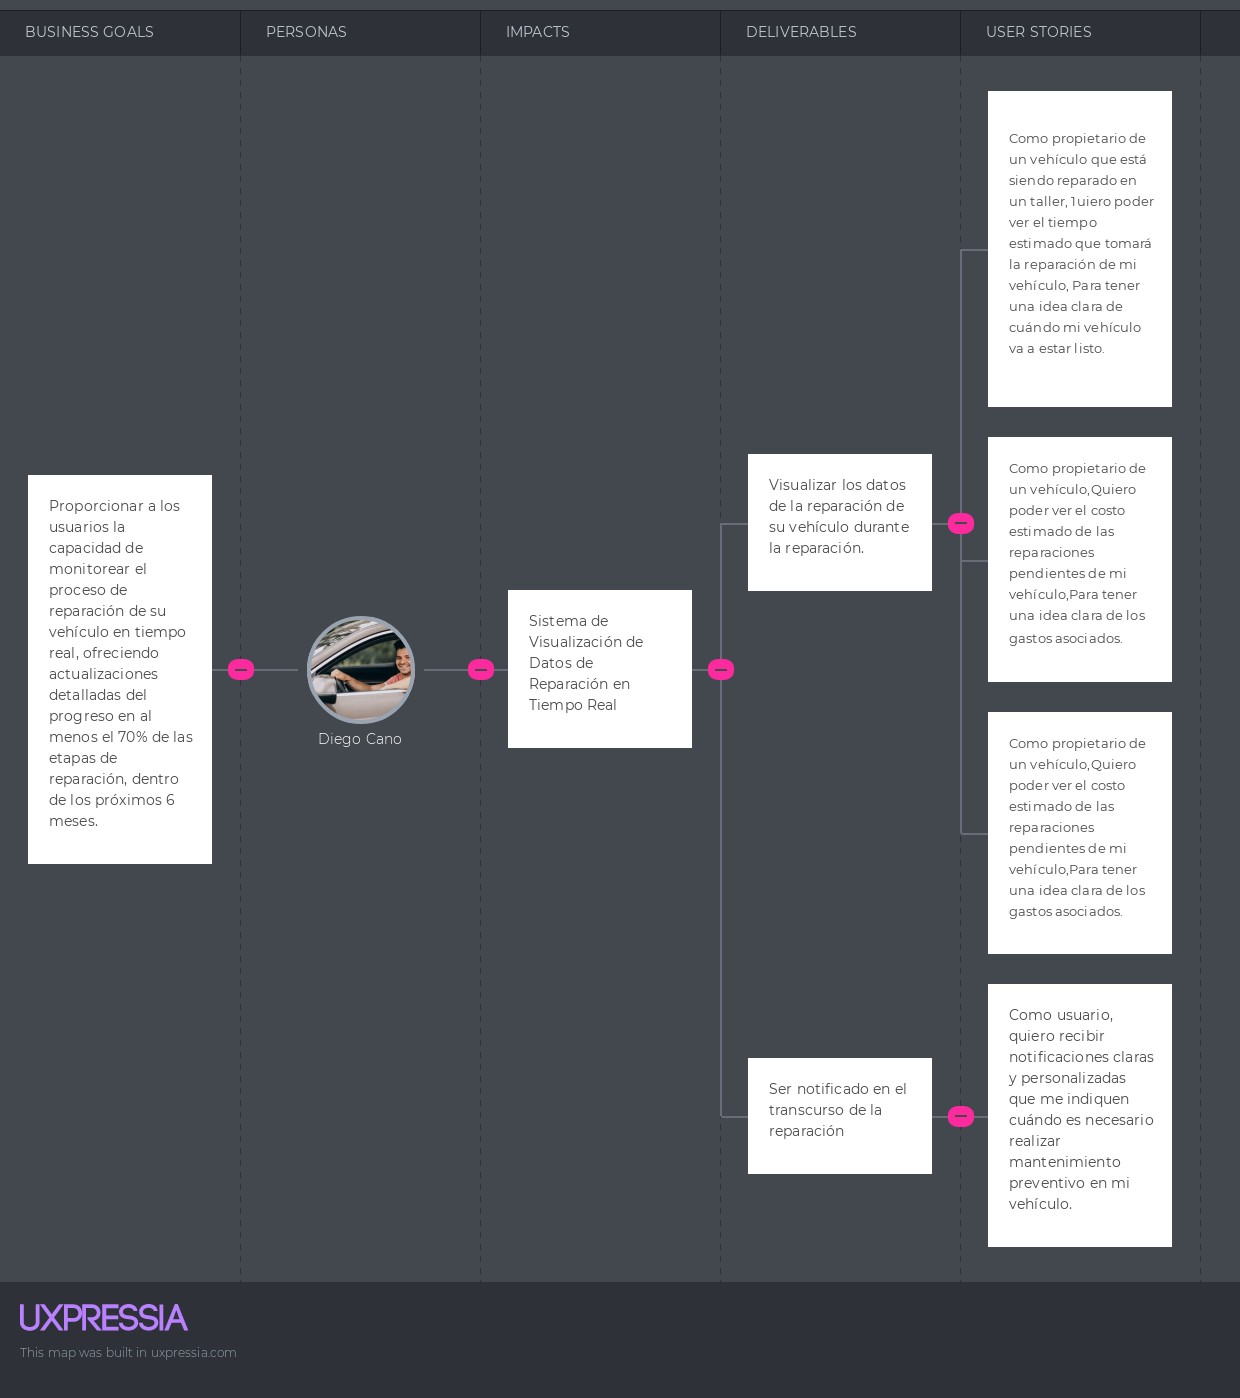 BUSINESS GOALS
PERSONAS
IMPACTS
DELIVERABLES
USER STORIES
Proporcionar a los
usuarios la
capacidad de
monitorear el
proceso de
reparación de su
vehículo en tiempo
real, ofreciendo
actualizaciones
detalladas del
progreso en al
menos el 70% de las
etapas de
reparación, dentro
de los próximos 6
meses.
Diego Cano
Sistema de
Visualización de
Datos de
Reparación en
Tiempo Real
Visualizar los datos
de la reparación de
su vehículo durante
la reparación.
Ser notificado en el
transcurso de la
reparación
Como propietario de
un vehículo que está
siendo reparado en
un taller, 1uiero poder
ver el tiempo
estimado que tomará
la reparación de mi
vehículo, Para tener
una idea clara de
cuándo mi vehículo
va a estar listo.
Como propietario de
un vehículo,Quiero
poder ver el costo
estimado de las
reparaciones
pendientes de mi
vehículo,Para tener
una idea clara de los
gastos asociados.
Como propietario de
un vehículo,Quiero
poder ver el costo
estimado de las
reparaciones
pendientes de mi
vehículo,Para tener
una idea clara de los
gastos asociados.
Como usuario,
quiero recibir
notificaciones claras
y personalizadas
que me indiquen
cuándo es necesario
realizar
mantenimiento
preventivo en mi
vehículo.
UXPRESSIA
This map was built in uxpressia.com